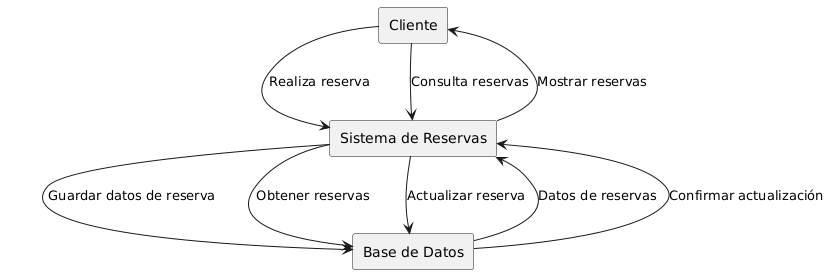 Cliente
Realiza reserva
Consulta reservas
Mostrar reservas
Sistema de Reservas
Guardar datos de reserva
Obtener reservas
Actualizar reserva
Datos de reservas
Confirmar actualización
Base de Datos